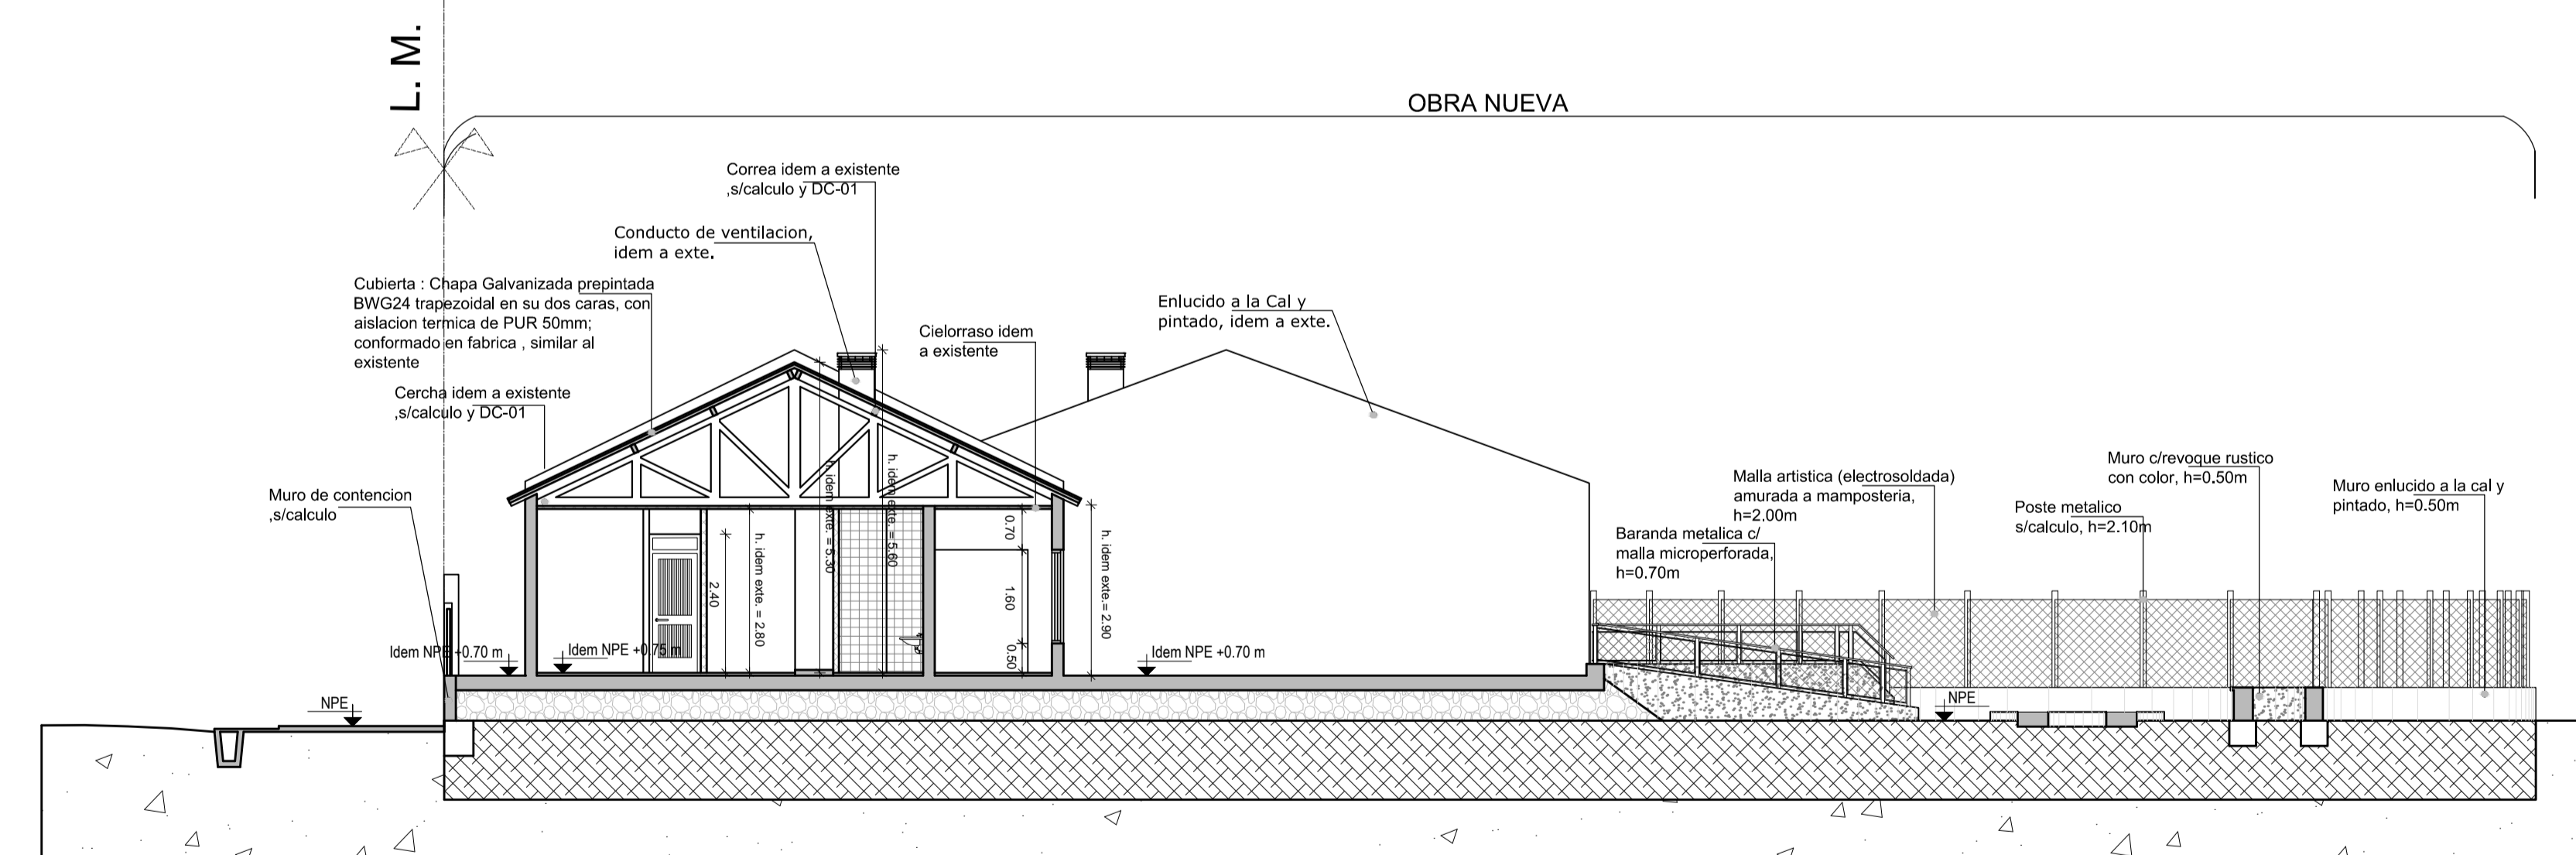 L. M.
OBRA NUEVA
Correa idem a existente
,s/calculo y DC-01
Conducto de ventilacion,
idem a exte.
Cubierta : Chapa Galvanizada prepintada
BWG24 trapezoidal en su dos caras, con
aislacion termica de PUR 50mm;
conformado en fabrica , similar al
existente
Enlucido a la Cal y
pintado, idem a exte.
Cielorraso idem
a existente
Cercha idem a existente
,s/calculo y DC-01
Muro de contencion
,s/calculo
Malla artistica (electrosoldada)
amurada a mamposteria,
h=2.00m
Baranda metalica c/
malla microperforada,
h=0.70m
Poste metalico
s/calculo, h=2.10m
Muro c/revoque rustico
con color, h=0.50m
Muro enlucido a la cal y
pintado, h=0.50m
h. idem exte. = 5.30
h. idem exte. = 5.60
2.40
h. idem exte. = 2.80
0.70
1.60
0.50
h. idem exte.= 2.90
Idem NPE +0.70 m
Idem NPE +0.75 m
Idem NPE +0.70 m
NPE
NPE